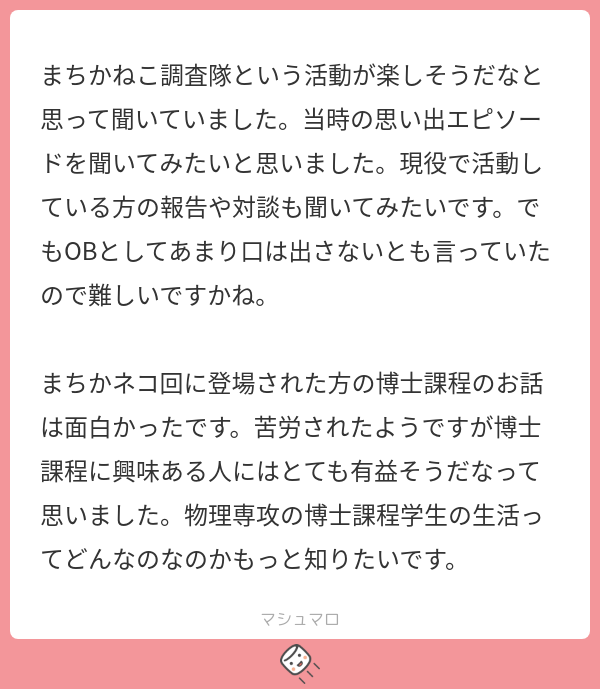 まちかねこ調査隊という活動が楽しそうだなと
思って聞いていました。当時の思い出エピソー
ドを聞いてみたいと思いました。現役で活動し
ている方の報告や対談も聞いてみたいです。で
もOBとしてあまり口は出さないとも言っていた
ので難しいですかね。
まちかネコ回に登場された方の博士課程のお話
は面白かったです。苦労されたようですが博士
課程に興味ある人にはとても有益そうだなって
思いました。物理専攻の博士課程学生の生活っ
てどんなのなのかもっと知りたいです。
マシュマロ